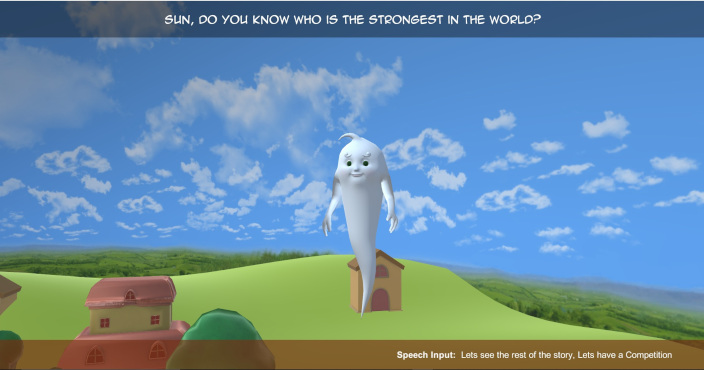 SUN, DO YOU KNOW WHO IS THE STRONGEST IN THE WORLD?
Speech Input: Lets see the rest of the story, Lets have a Competition